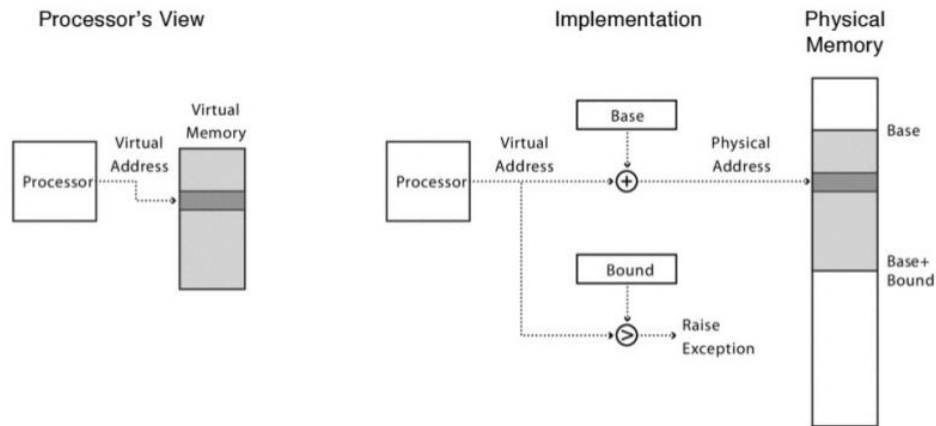 Processor's View
Implementation
Physical
Memory
Virtual
Memory
Virtual
Address
Processor
Base
Virtual
Address
Physical
Address
Processor
+
Bound
>
Raise
Exception
Base
Base+
Bound